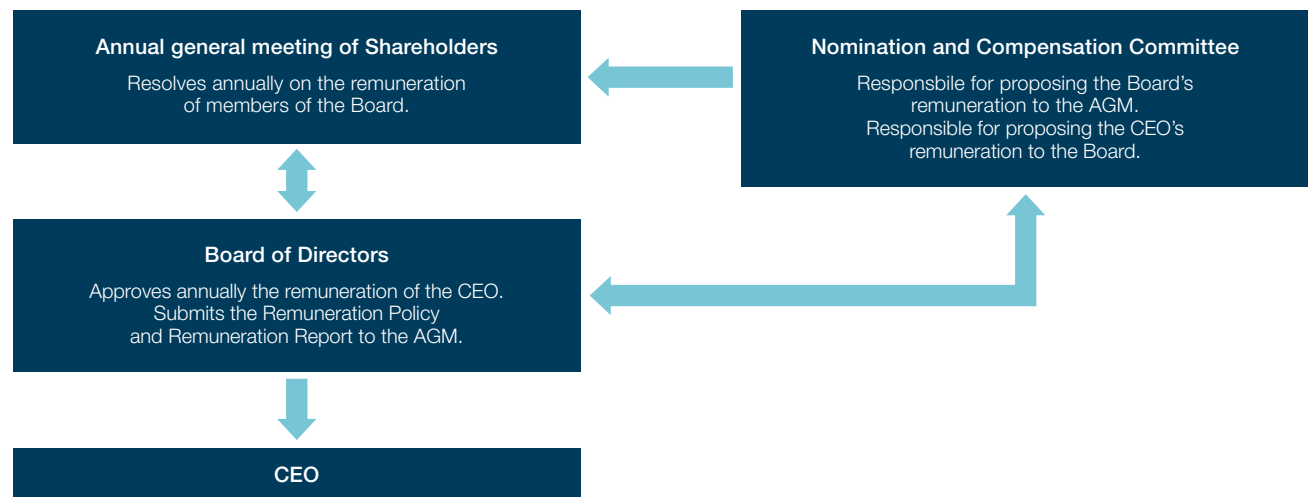 Annual general meeting of Shareholders
Resolves annually on the remuneration
of members of the Board.
Nomination and Compensation Committee
Responsbile for proposing the Board's
remuneration to the AGM.
Responsible for proposing the CEO's
remuneration to the Board.
Board of Directors
Approves annually the remuneration of the CEO.
Submits the Remuneration Policy
and Remuneration Report to the AGM.
CEO